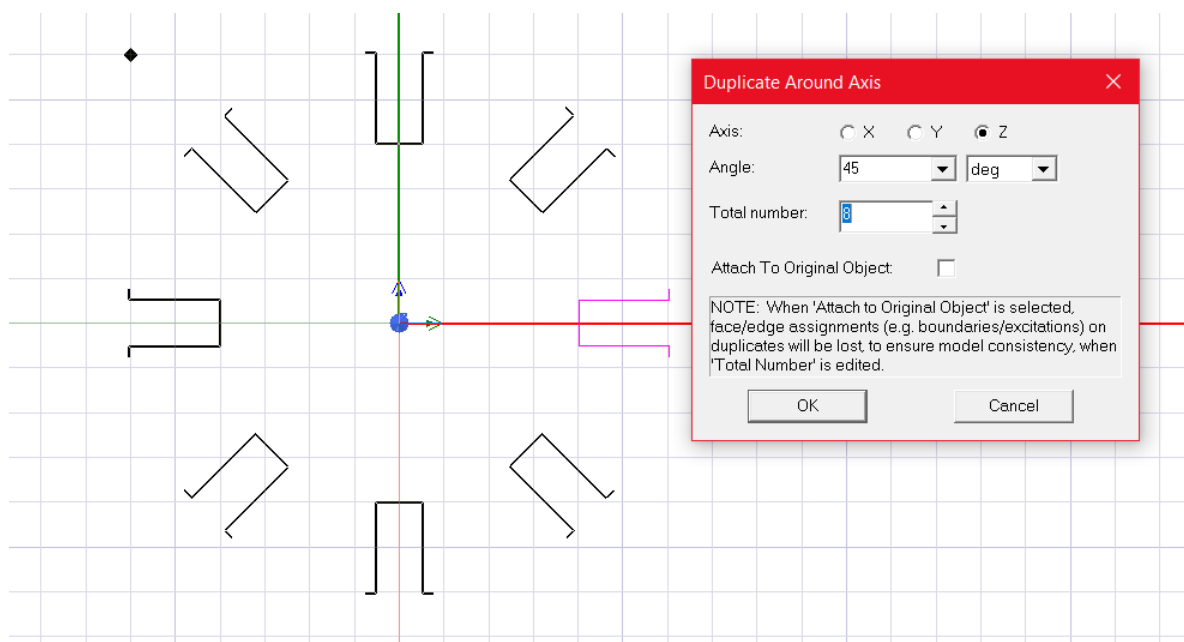 Duplicate Around Axis
Axis: X Y Z
Angle: 45 deg
Total number: 8
Attach To Original Object:
NOTE: When 'Attach to Original Object' is selected,
face/edge assignments (e.g. boundaries/excitations) on
duplicates will be lost, to ensure model consistency, when
'Total Number' is edited.
OK Cancel